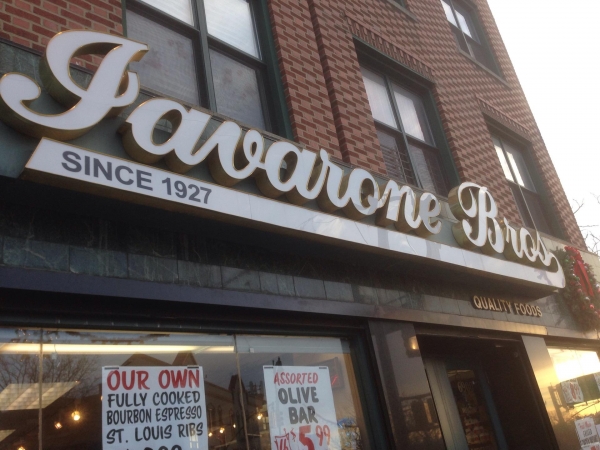 Iavarone Bros.
SINCE 1927
QUALITY FOODS
OUR OWN
FULLY COOKED
BOURBON ESPRESSO
ST. LOUIS RIBS
ASSORTED
OLIVE
BAR
$5.99